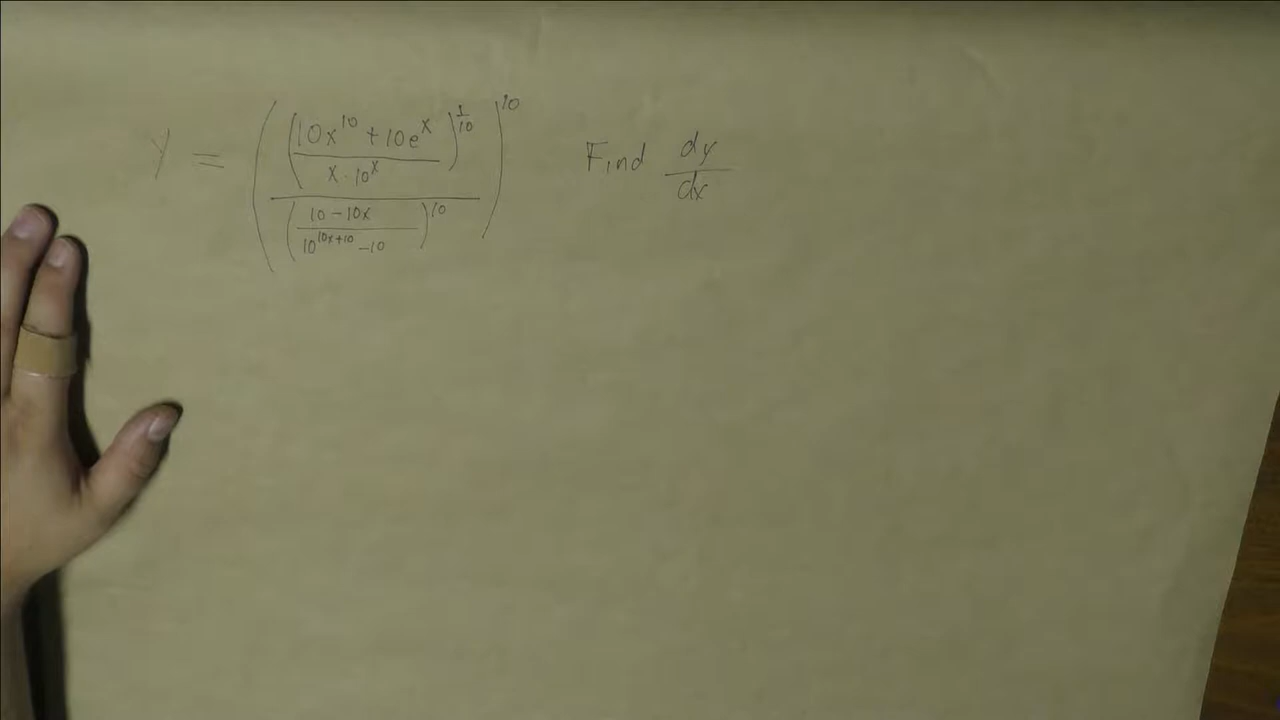 y = (((10x^10 + 10e^x)/(x · 10^x))^(1/10) / ((10 - 10x)/(10^(10x+10) - 10))^10)^10 Find dy/dx